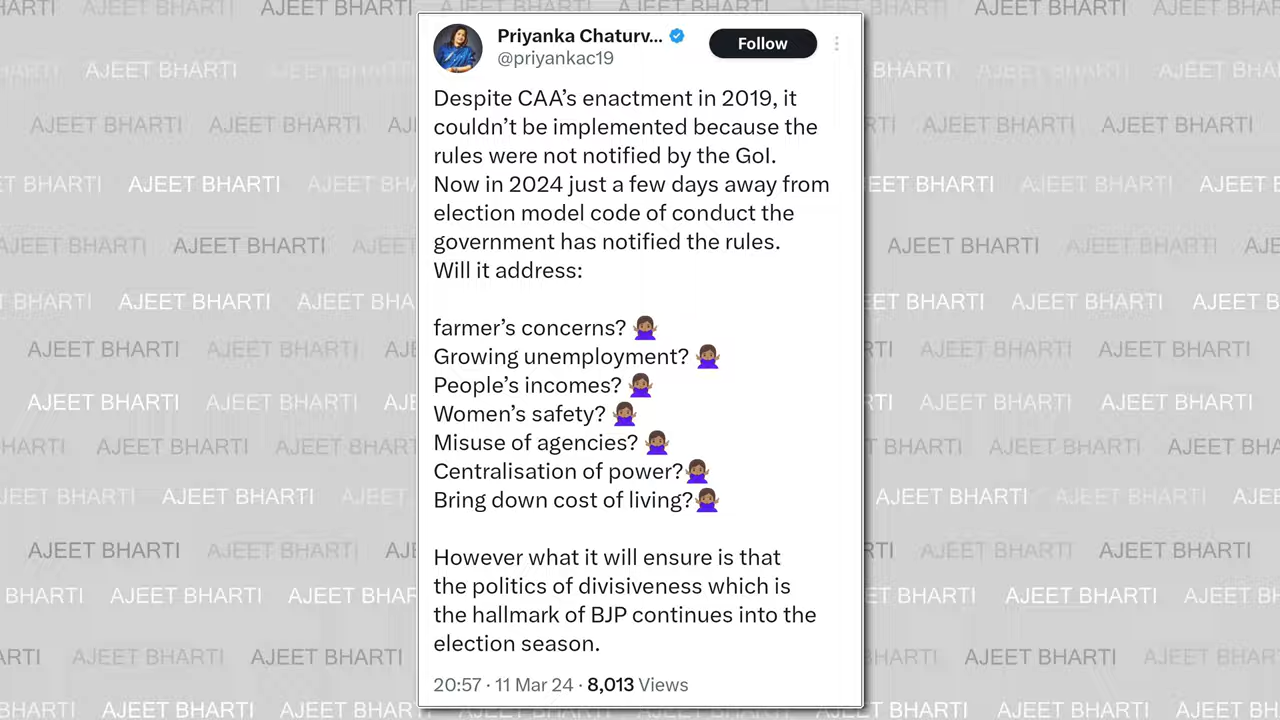 Priyanka Chaturv...
@priyankac19
Follow
Despite CAA's enactment in 2019, it
couldn't be implemented because the
rules were not notified by the GoI.
Now in 2024 just a few days away from
election model code of conduct the
government has notified the rules.
Will it address:
farmer's concerns? 🤷🏽‍♀️
Growing unemployment? 🤷🏽‍♀️
People's incomes? 🤷🏽‍♀️
Women's safety? 🤷🏽‍♀️
Misuse of agencies? 🤷🏽‍♀️
Centralisation of power?🤷🏽‍♀️
Bring down cost of living?🤷🏽‍♀️
However what it will ensure is that
the politics of divisiveness which is
the hallmark of BJP continues into the
election season.
20:57 · 11 Mar 24 · 8,013 Views
AJEET BHARTI